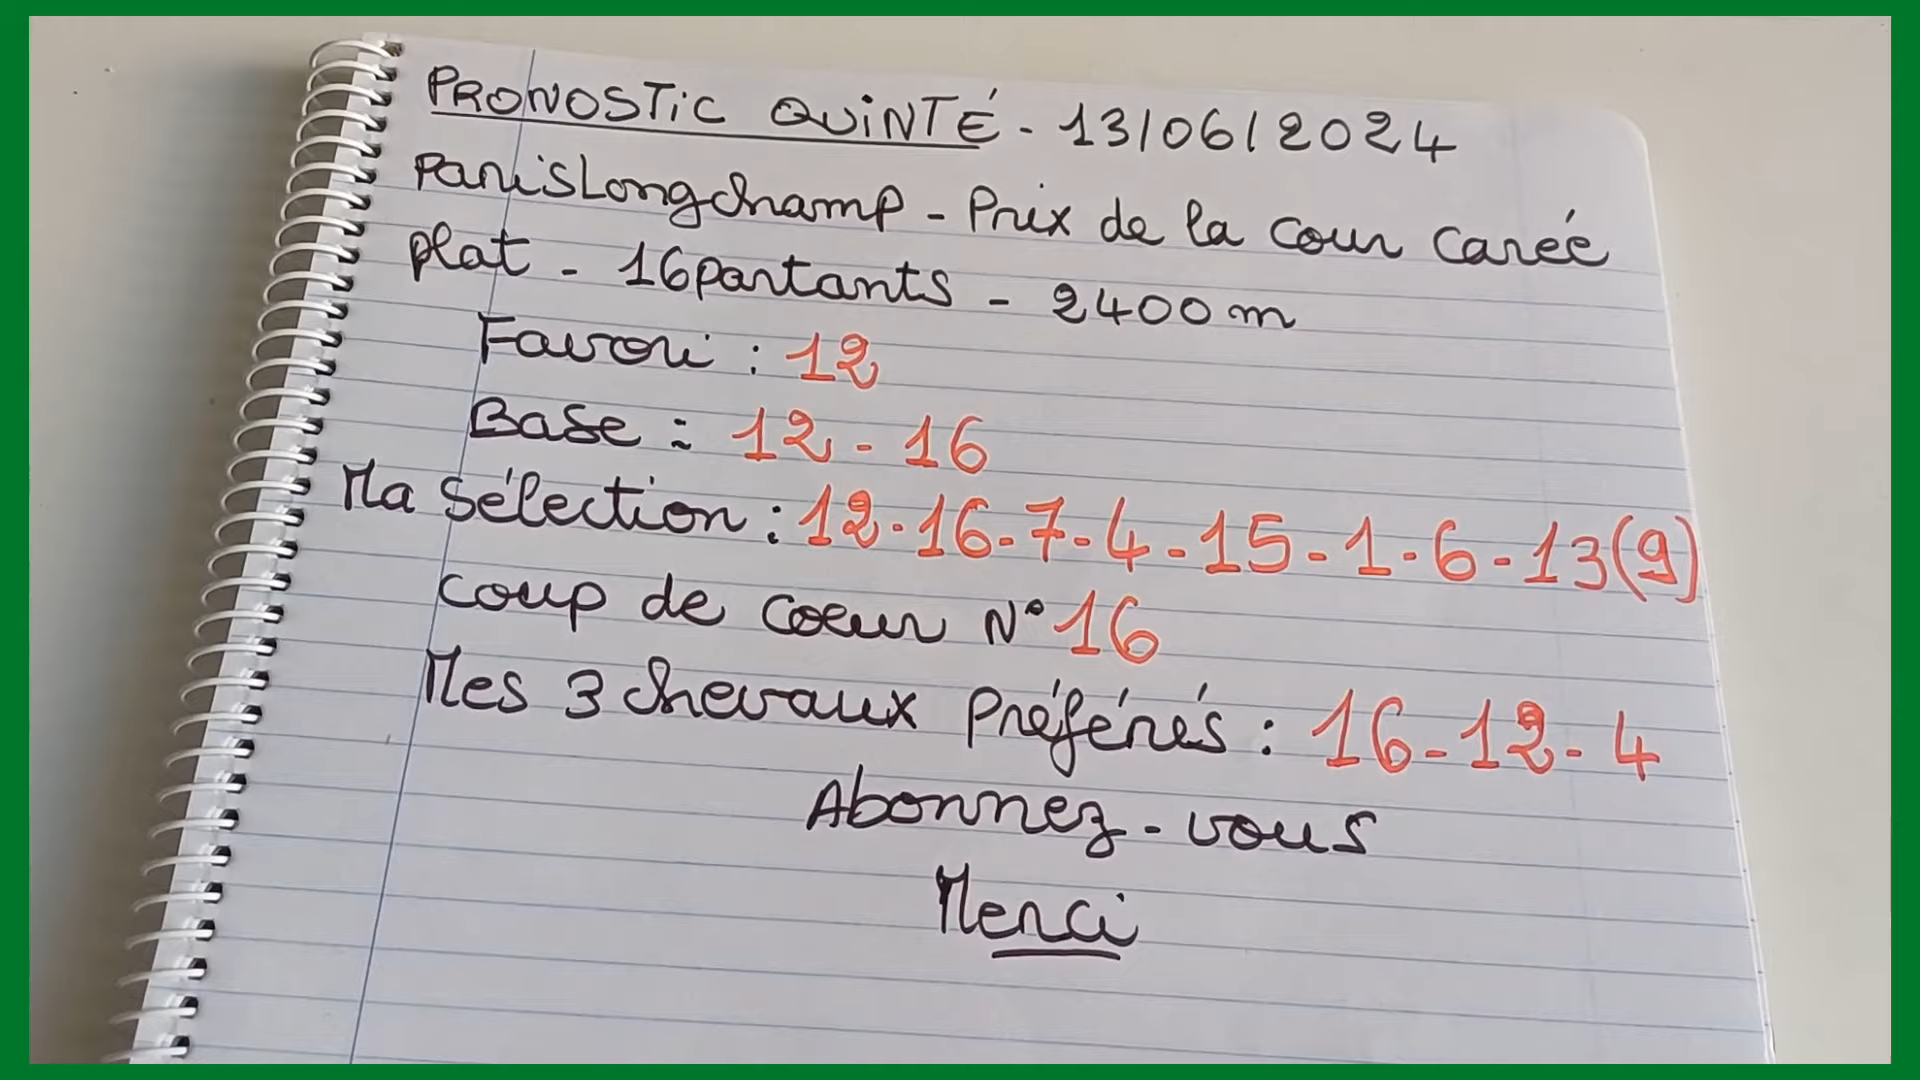 PRONOSTiC QUiNTÉ - 13/06/2024
ParisLongchamp - Prix de la Cour Carée
plat - 16partants - 2400m
Favori : 12
Base : 12 - 16
Ma Sélection : 12-16-7-4-15-1-6-13(9)
coup de coeur N° 16
Mes 3 chevaux Préférés : 16-12-4
Abonnez-vous
Merci